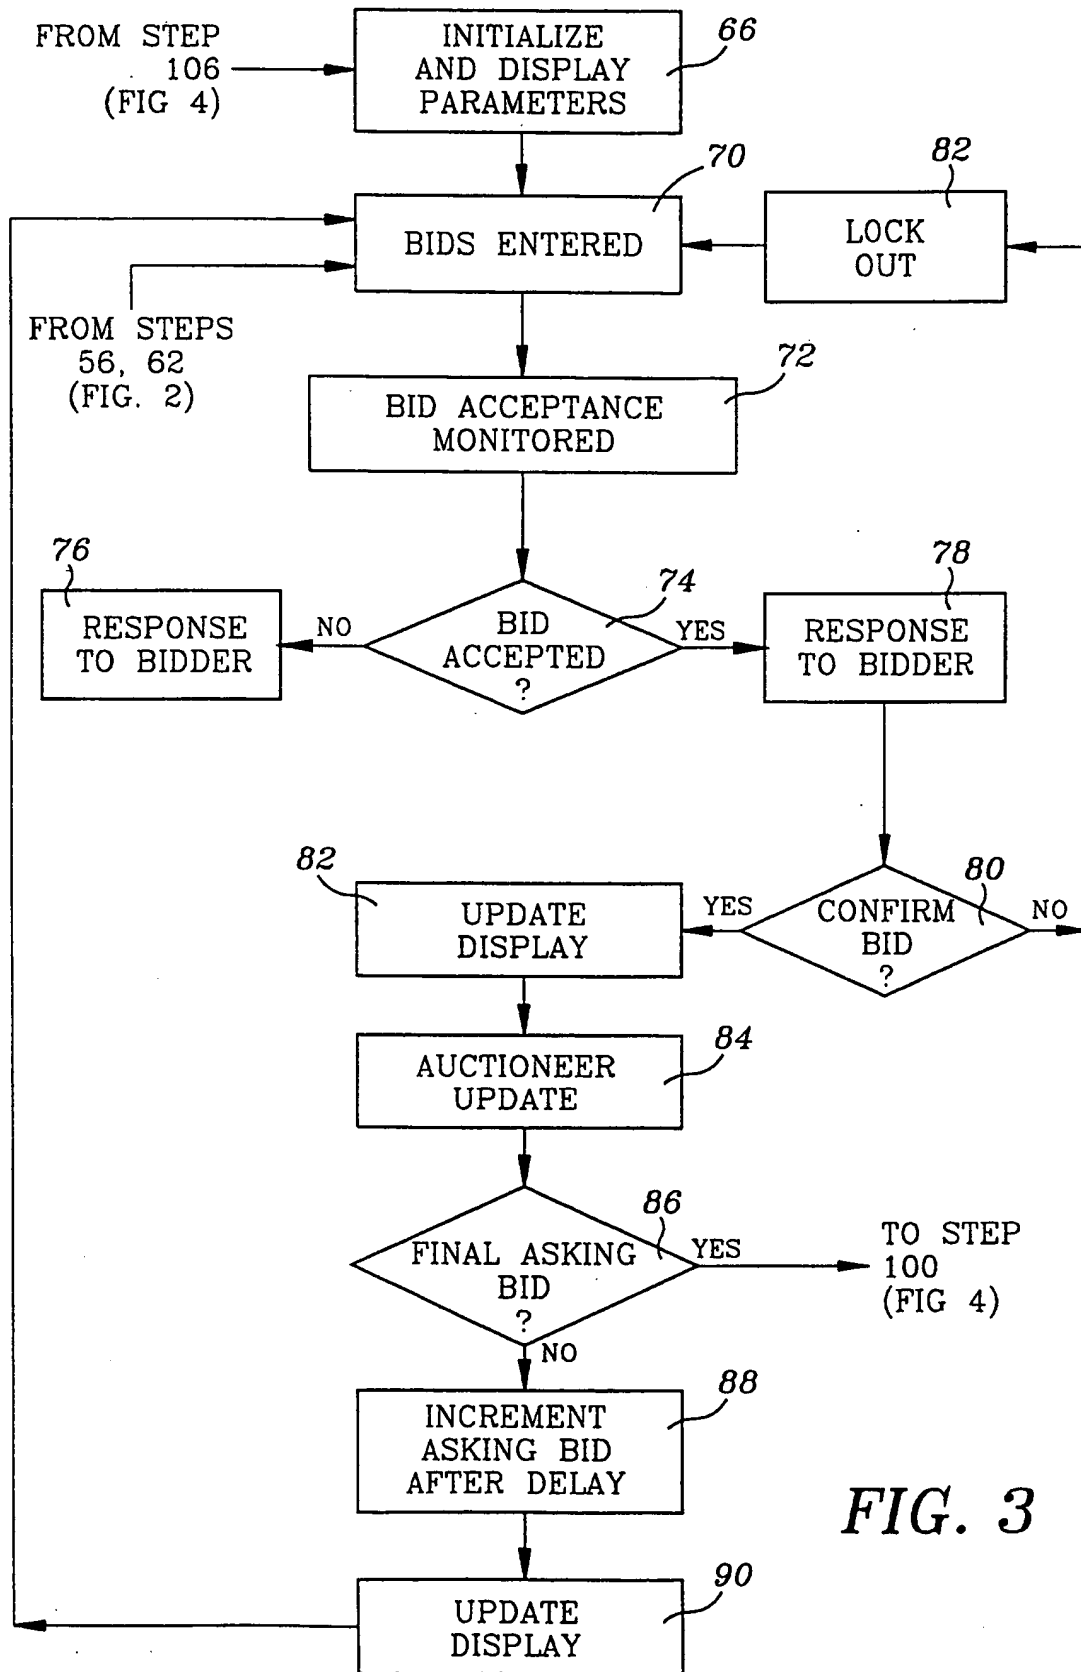 FROM STEP
106
(FIG 4)
INITIALIZE
AND DISPLAY
PARAMETERS
66
70
BIDS ENTERED
82
LOCK
OUT
FROM STEPS
56, 62
(FIG. 2)
72
BID ACCEPTANCE
MONITORED
76
RESPONSE
TO BIDDER
NO
74
BID
ACCEPTED
?
YES
78
RESPONSE
TO BIDDER
82
UPDATE
DISPLAY
YES
80
CONFIRM
BID
?
NO
84
AUCTIONEER
UPDATE
86
FINAL ASKING
BID
?
YES
TO STEP
100
(FIG 4)
NO
88
INCREMENT
ASKING BID
AFTER DELAY
FIG. 3
90
UPDATE
DISPLAY